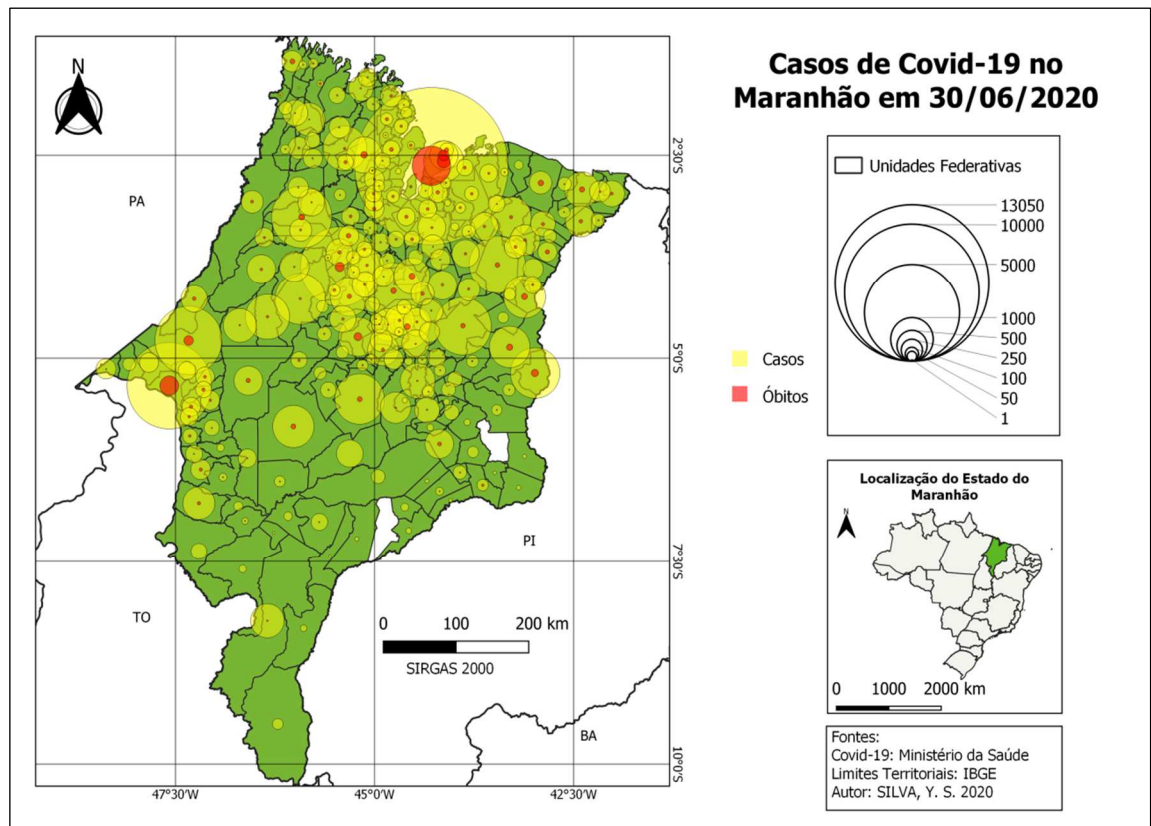 Casos de Covid-19 no
Maranhão em 30/06/2020
N
2°30'S
5°0'S
7°30'S
10°0'S
47°30'W
45°0'W
42°30'W
PA
PI
TO
BA
0 100 200 km
SIRGAS 2000
Casos
Óbitos
Unidades Federativas
13050
10000
5000
1000
500
250
100
50
1
Localização do Estado do
Maranhão
N
0 1000 2000 km
Fontes:
Covid-19: Ministério da Saúde
Limites Territoriais: IBGE
Autor: SILVA, Y. S. 2020